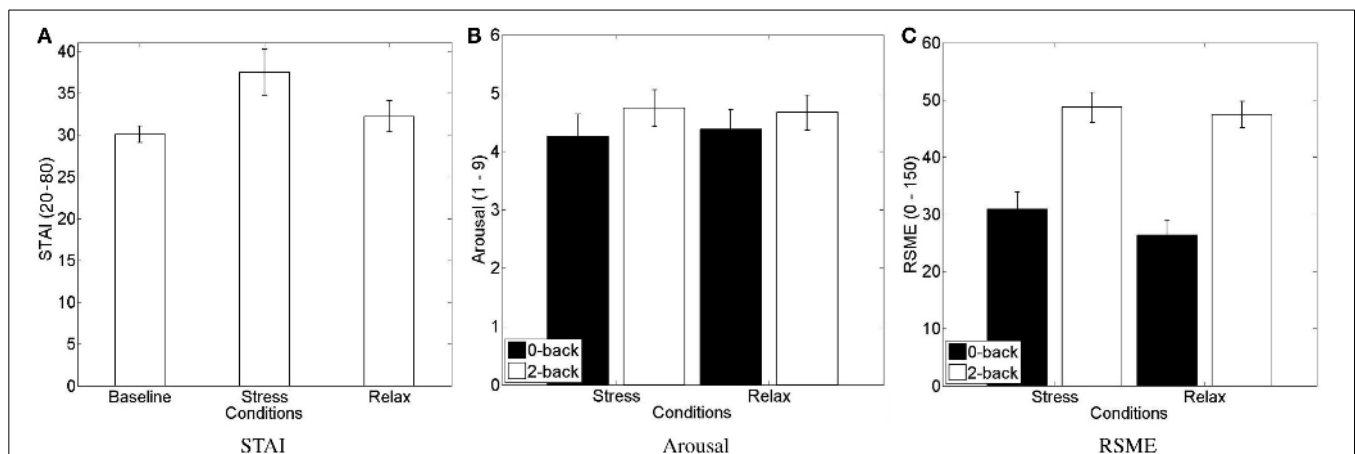 A
STAI (20-80)
40
35
30
25
20
15
10
5
0
Baseline Stress Relax
Conditions
STAI
B
Arousal (1 - 9)
6
5
4
3
2
1
0
0-back
2-back
Stress Relax
Conditions
Arousal
C
RSME (0 - 150)
60
50
40
30
20
10
0
0-back
2-back
Stress Relax
Conditions
RSME